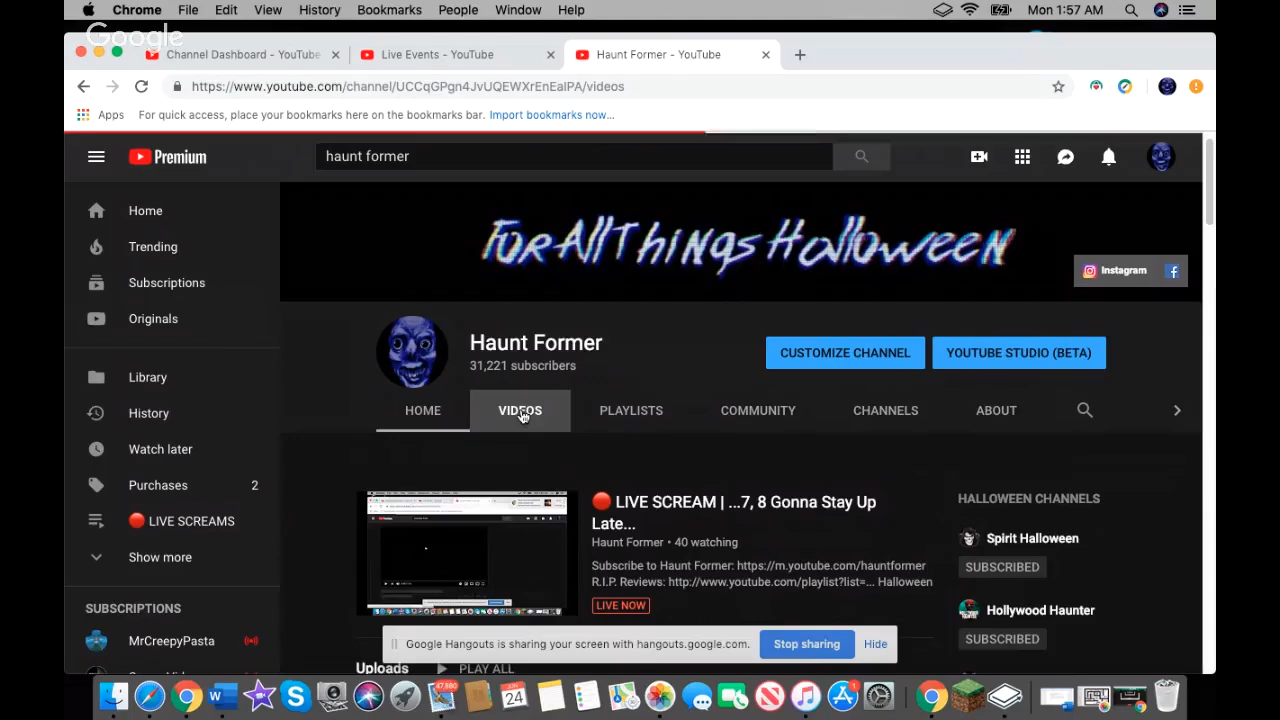 Chrome File Edit View History Bookmarks People Window Help Mon 1:57 AM
Google
Channel Dashboard - YouTube Live Events - YouTube Haunt Former - YouTube
https://www.youtube.com/channel/UCCqGPgn4JvUQEWXrEnEalPA/videos
Apps For quick access, place your bookmarks here on the bookmarks bar. Import bookmarks now...
Premium haunt former
Home
Trending
Subscriptions
Originals
Library
History
Watch later
Purchases 2
LIVE SCREAMS
Show more
SUBSCRIPTIONS
MrCreepyPasta
For All Things Halloween
Instagram
Haunt Former
31,221 subscribers
CUSTOMIZE CHANNEL YOUTUBE STUDIO (BETA)
HOME VIDEOS PLAYLISTS COMMUNITY CHANNELS ABOUT
LIVE SCREAM | ...7, 8 Gonna Stay Up
Late...
Haunt Former • 40 watching
Subscribe to Haunt Former: https://m.youtube.com/hauntformer
R.I.P. Reviews: http://www.youtube.com/playlist?list=... Halloween
LIVE NOW
HALLOWEEN CHANNELS
Spirit Halloween
SUBSCRIBED
Hollywood Haunter
SUBSCRIBED
Google Hangouts is sharing your screen with hangouts.google.com. Stop sharing Hide
Uploads PLAY ALL
47,980
JUN
24